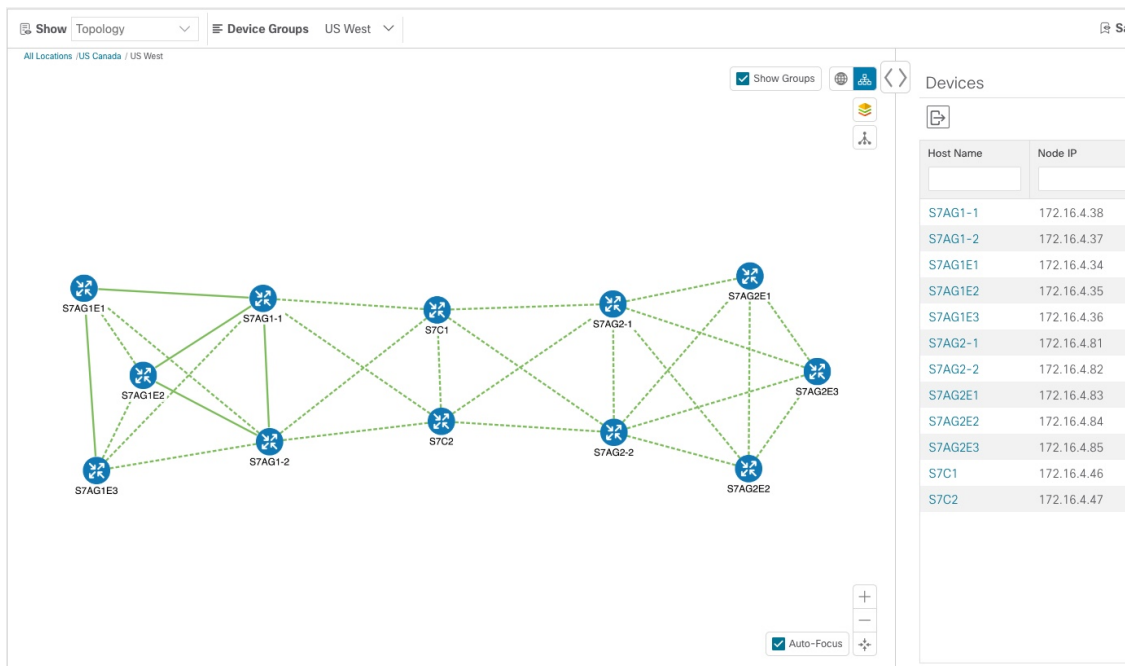 Show Topology Device Groups US West
All Locations /US Canada / US West
Show Groups
Devices
Host Name Node IP
S7AG1-1 172.16.4.38
S7AG1-2 172.16.4.37
S7AG1E1 172.16.4.34
S7AG1E2 172.16.4.35
S7AG1E3 172.16.4.36
S7AG2-1 172.16.4.81
S7AG2-2 172.16.4.82
S7AG2E1 172.16.4.83
S7AG2E2 172.16.4.84
S7AG2E3 172.16.4.85
S7C1 172.16.4.46
S7C2 172.16.4.47
S7AG2E1
S7AG1E1
S7AG1-1
S7C1
S7AG2-1
S7AG1E2
S7AG2E3
S7C2
S7AG2-2
S7AG1-2
S7AG1E3
S7AG2E2
Auto-Focus